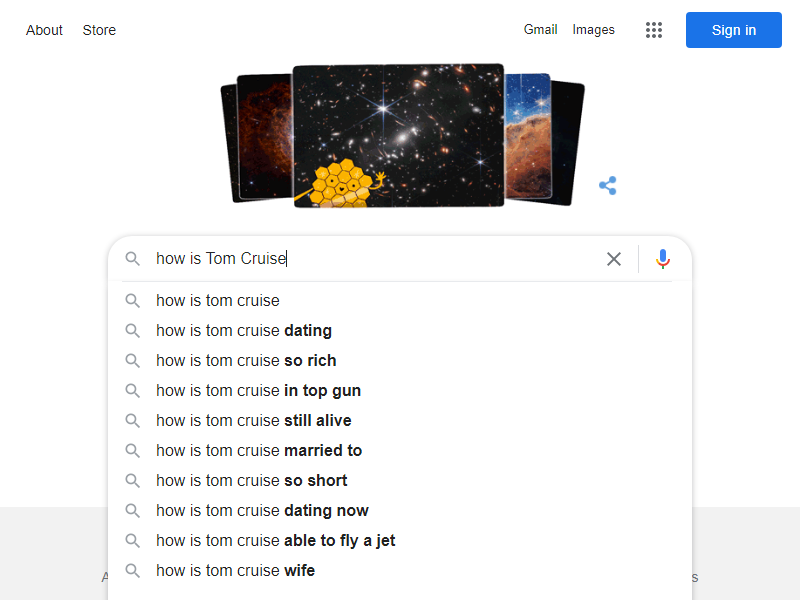 About Store Gmail Images Sign in
how is Tom Cruise
how is tom cruise
how is tom cruise dating
how is tom cruise so rich
how is tom cruise in top gun
how is tom cruise still alive
how is tom cruise married to
how is tom cruise so short
how is tom cruise dating now
how is tom cruise able to fly a jet
how is tom cruise wife